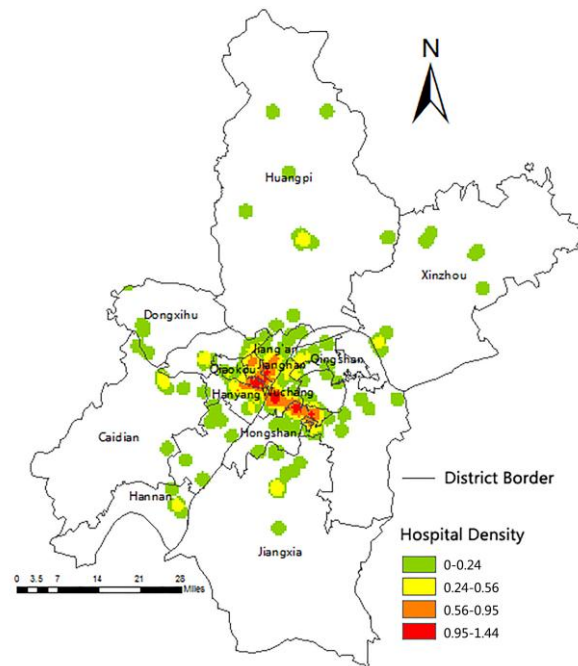 N
Huangpi
Xinzhou
Dongxihu
Jiang'an
Qiaokou
Jianghan
Qingshan
Hanyang
Wuchang
Caidian
Hongshan
Hannan
Jiangxia
District Border
Hospital Density
0-0.24
0.24-0.56
0.56-0.95
0.95-1.44
0 3.5 7 14 21 28
Miles